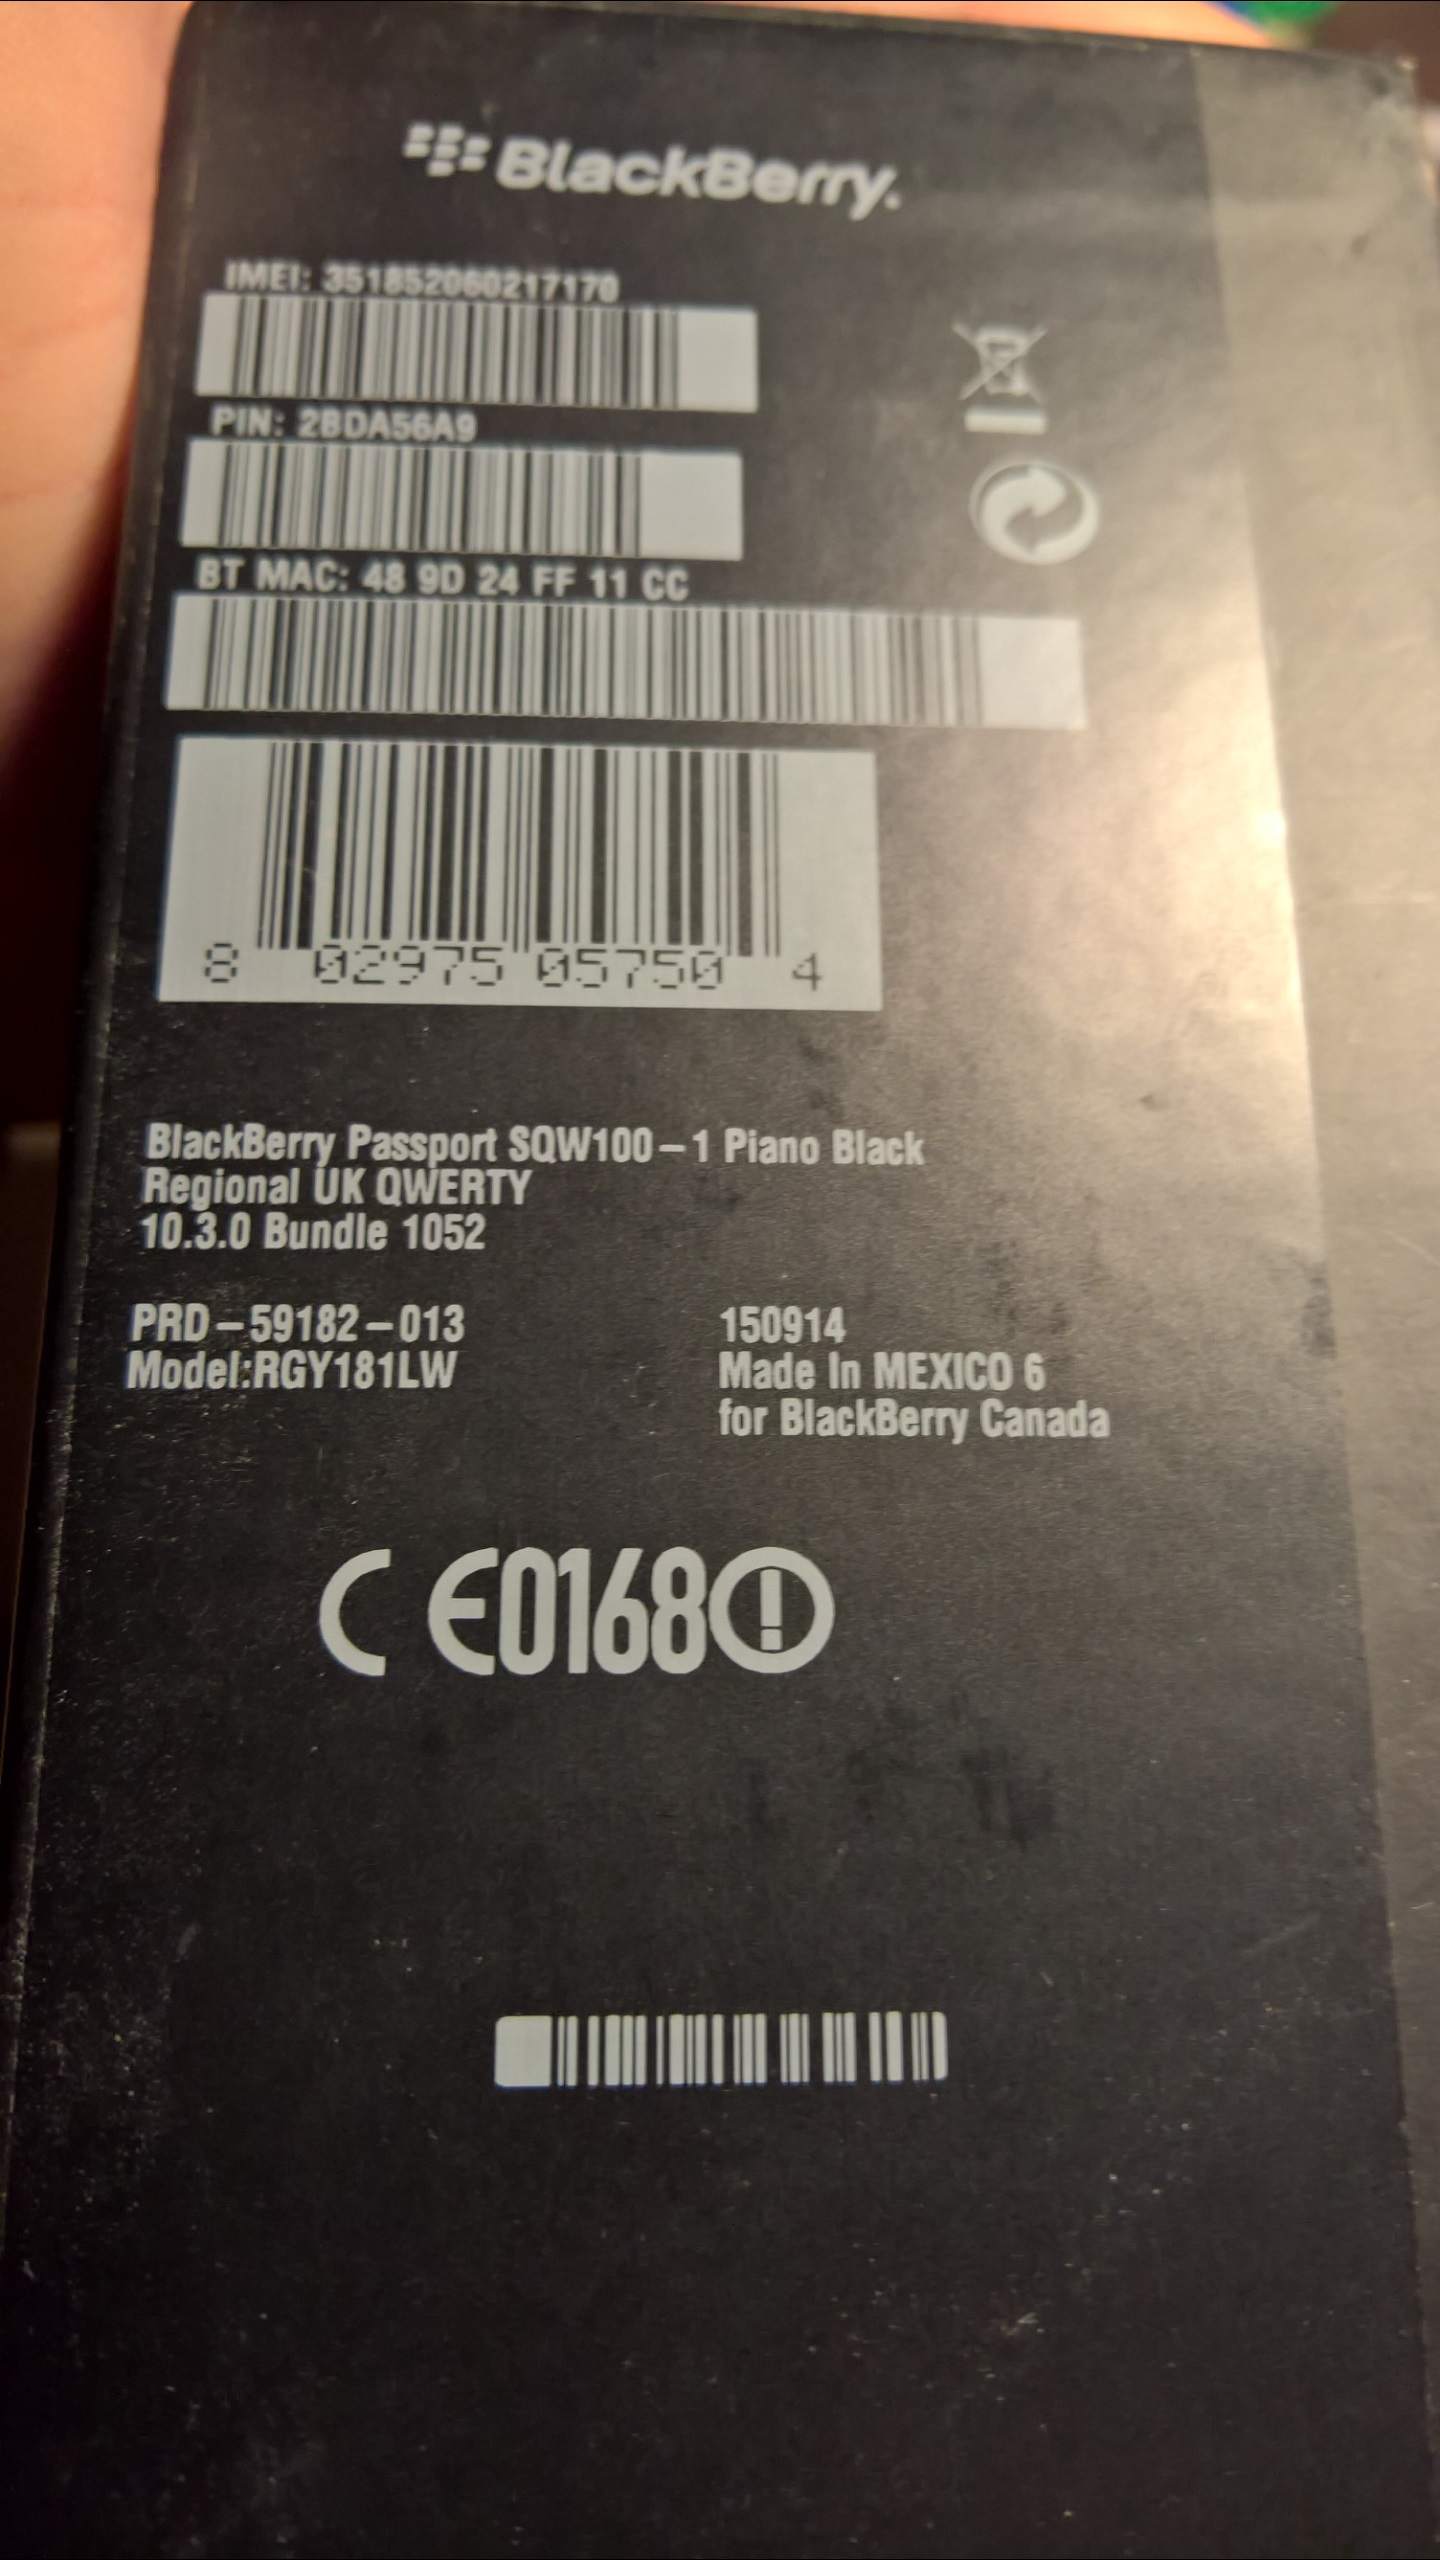 BlackBerry.
IMEI: 351852060217170
PIN: 2BDA56A9
BT MAC: 48 9D 24 FF 11 CC
8 02975 05750 4
BlackBerry Passport SQW100-1 Piano Black
Regional UK QWERTY
10.3.0 Bundle 1052
PRD-59182-013
Model:RGY181LW
150914
Made In MEXICO 6
for BlackBerry Canada
CE0168